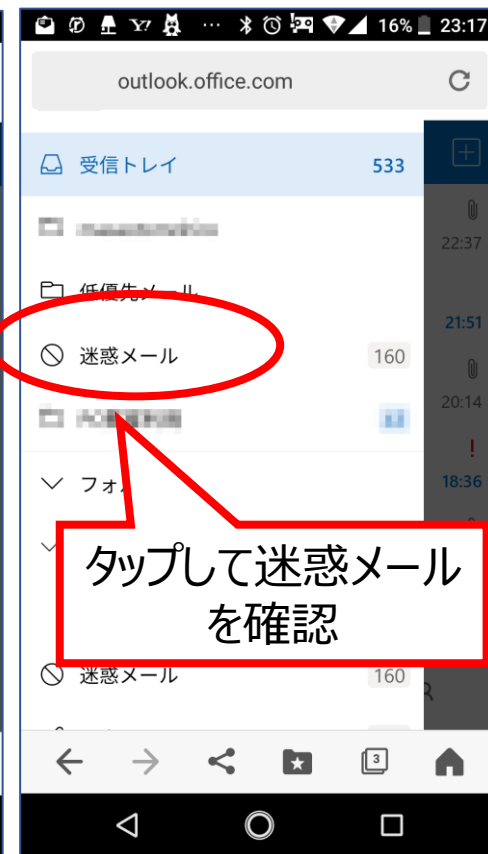 16% 23:17
outlook.office.com
受信トレイ 533
22:37
低優先メール
21:51
迷惑メール 160
20:14
フォ
18:36
タップして迷惑メール
を確認
迷惑メール 160
3